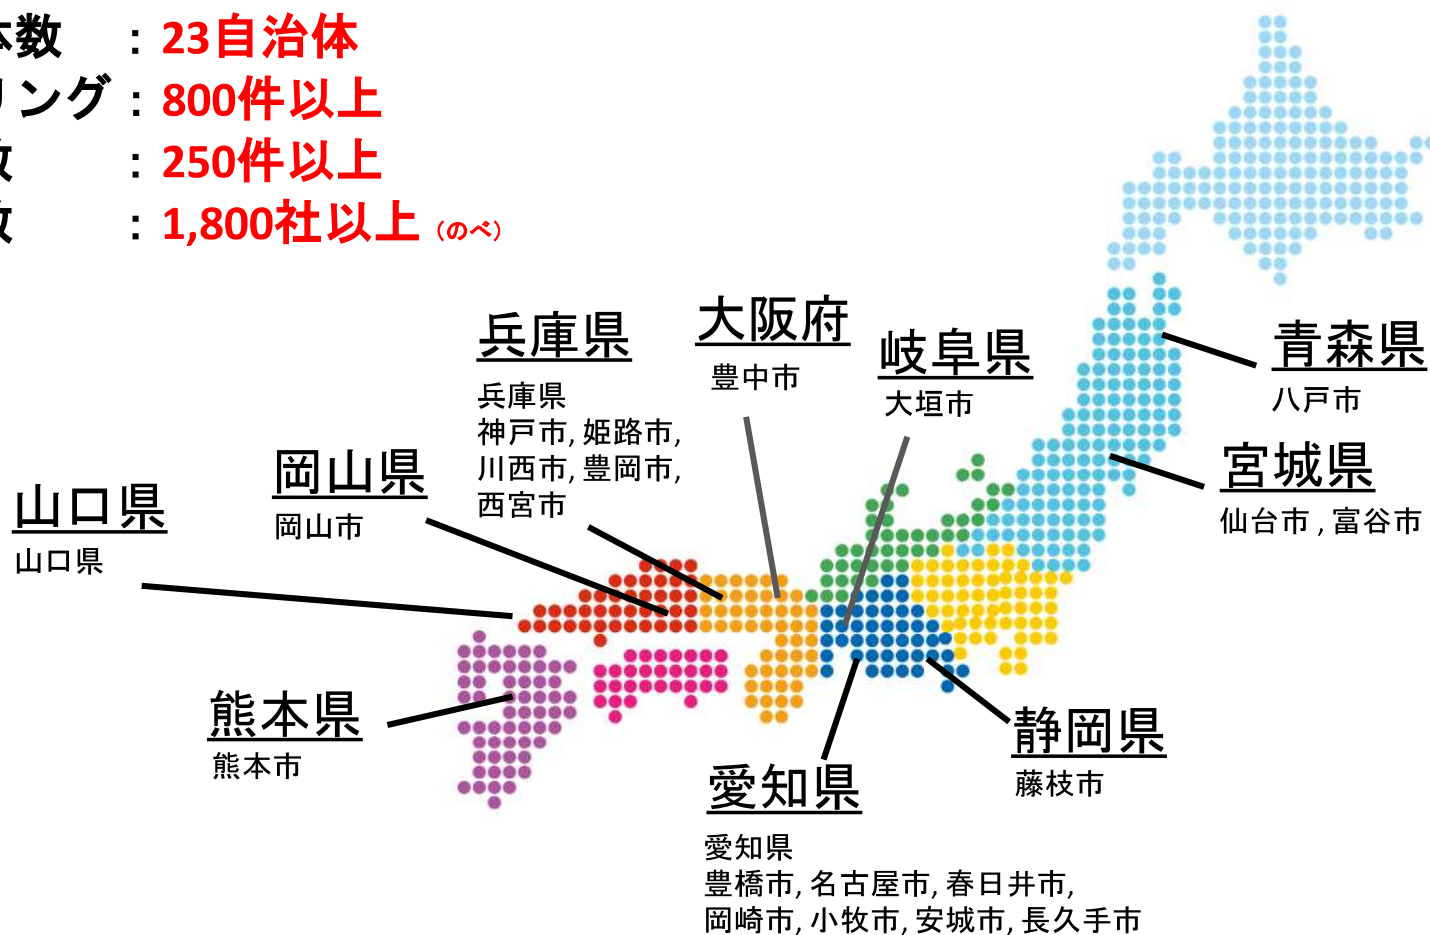 本数 : 23自治体
リング : 800件以上
数 : 250件以上
数 : 1,800社以上 (のべ)
大阪府
豊中市
兵庫県
兵庫県
神戸市, 姫路市,
川西市, 豊岡市,
西宮市
岐阜県
大垣市
青森県
八戸市
宮城県
仙台市 , 富谷市
岡山県
岡山市
山口県
山口県
熊本県
熊本市
静岡県
藤枝市
愛知県
愛知県
豊橋市, 名古屋市, 春日井市,
岡崎市, 小牧市, 安城市, 長久手市